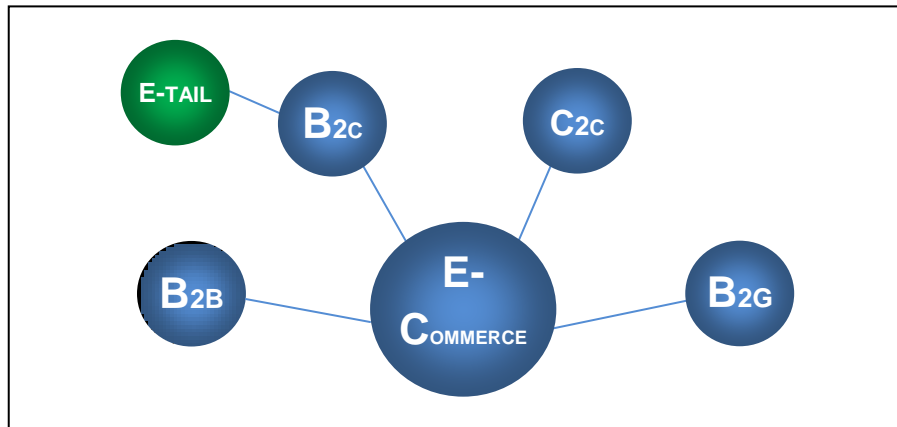 E-TAIL
B2C
C2C
B2B
E-
COMMERCE
B2G